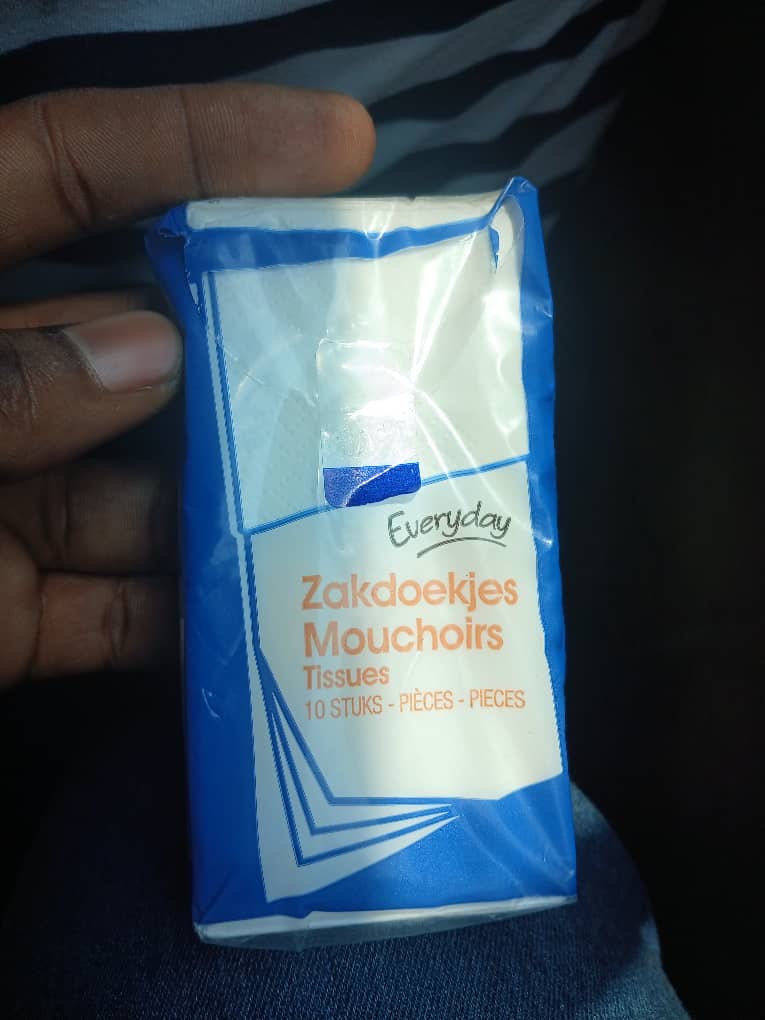 Everyday
Zakdoekjes
Mouchoirs
Tissues
10 STUKS - PIÈCES - PIECES